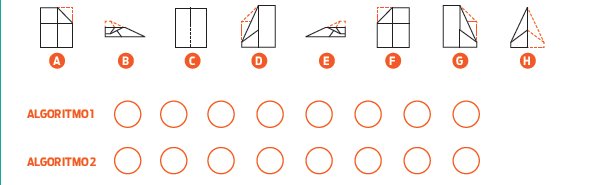 A B C D E F G H
ALGORITMO 1
ALGORITMO 2